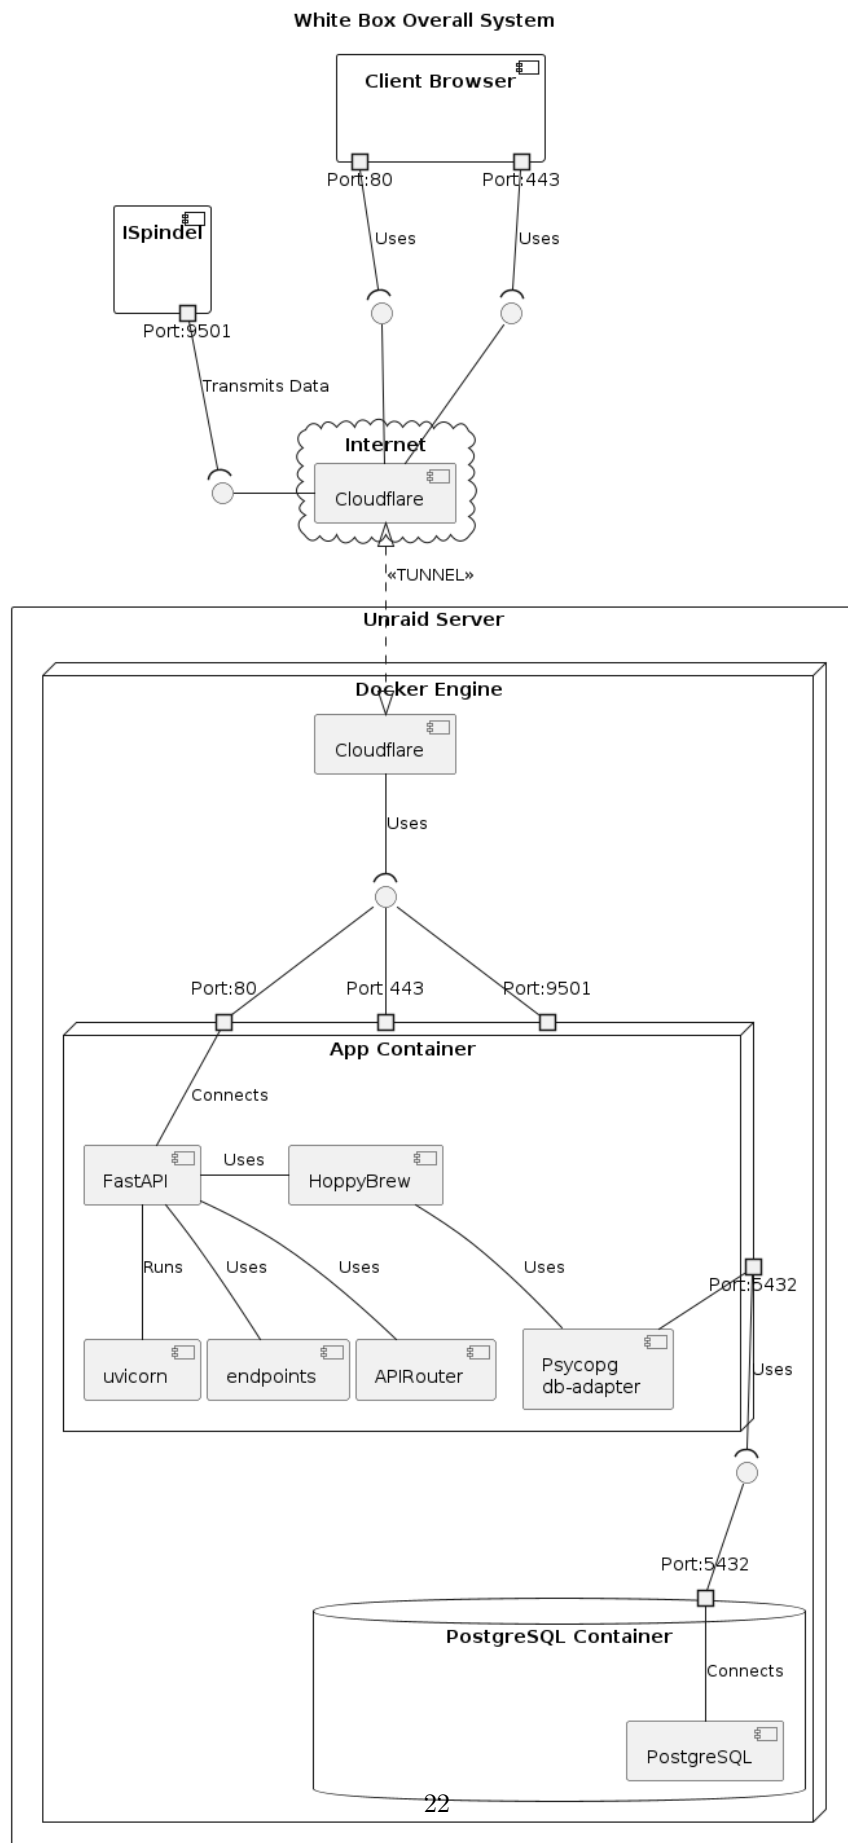 White Box Overall System
Client Browser
Port:80
Port:443
ISpindel
Uses
Uses
Port:9501
Transmits Data
Internet
Cloudflare
«TUNNEL»
Unraid Server
Docker Engine
Cloudflare
Uses
Port:80
Port 443
Port:9501
App Container
Connects
FastAPI
Uses
HoppyBrew
Runs
Uses
Uses
Uses
Port:5432
uvicorn
endpoints
APIRouter
Psycopg
db-adapter
Uses
Port:5432
PostgreSQL Container
Connects
PostgreSQL
22